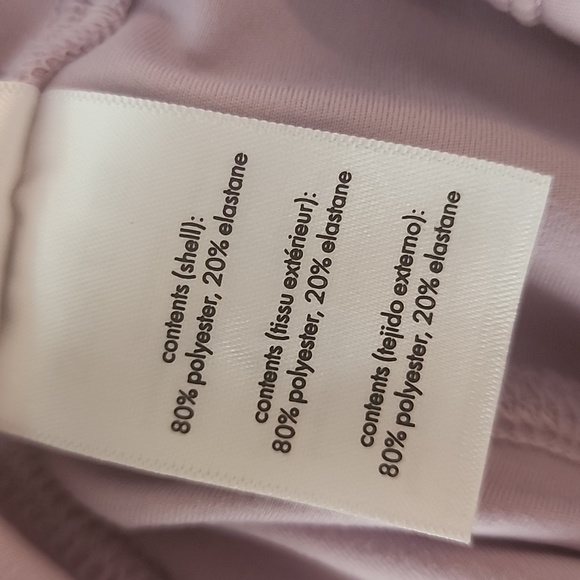 contents (shell):
80% polyester, 20% elastane
contents (tissu extérieur):
80% polyester, 20% elastane
contents (tejido externo):
80% polyester, 20% elastane